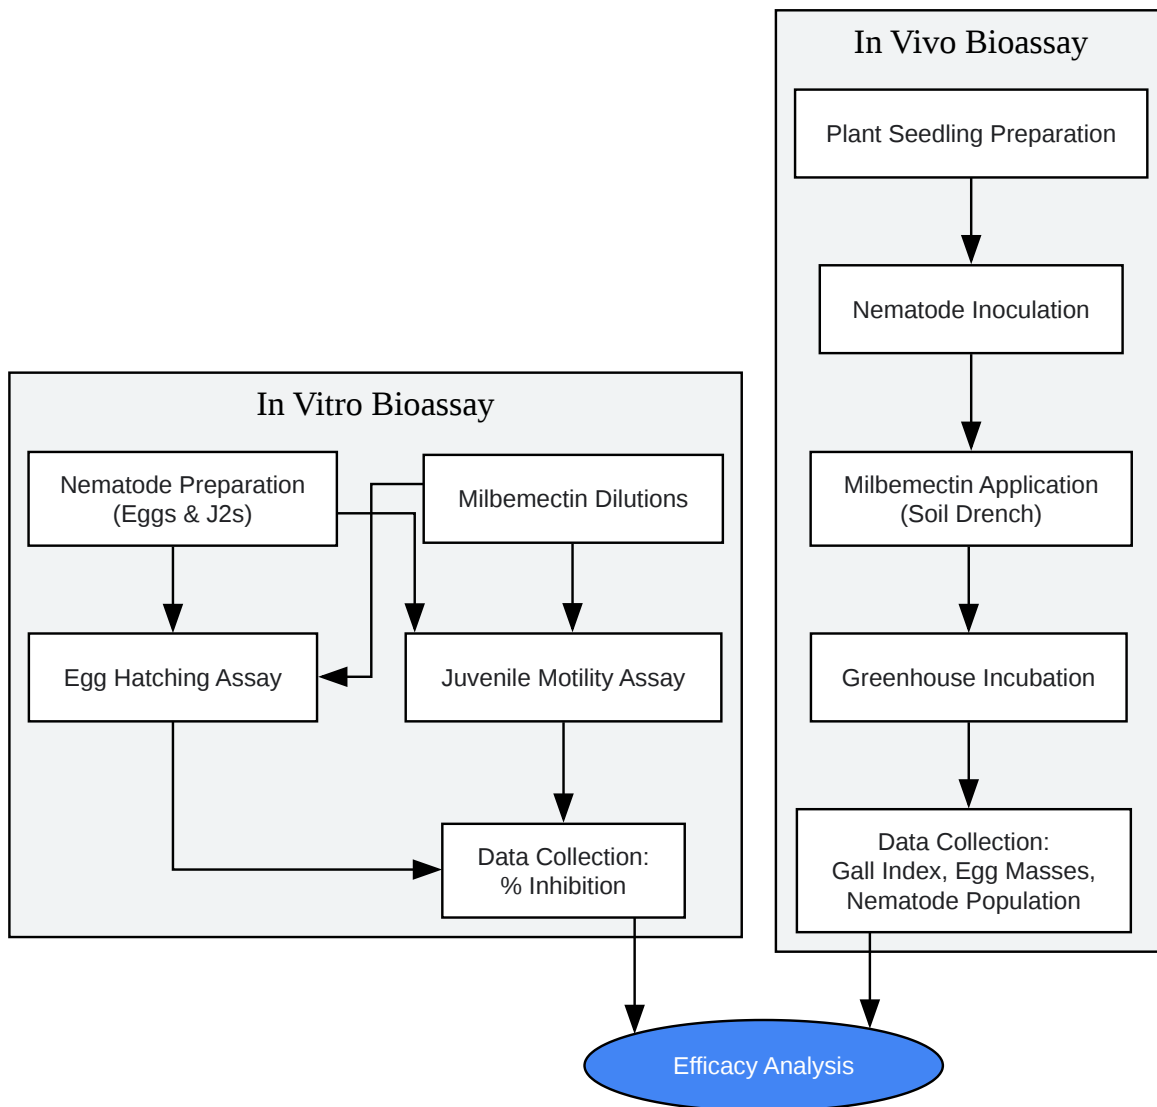 In Vivo Bioassay
Plant Seedling Preparation
Nematode Inoculation
Milbemectin Application
(Soil Drench)
Greenhouse Incubation
Data Collection:
Gall Index, Egg Masses,
Nematode Population
In Vitro Bioassay
Nematode Preparation
(Eggs & J2s)
Milbemectin Dilutions
Egg Hatching Assay
Juvenile Motility Assay
Data Collection:
% Inhibition
Efficacy Analysis